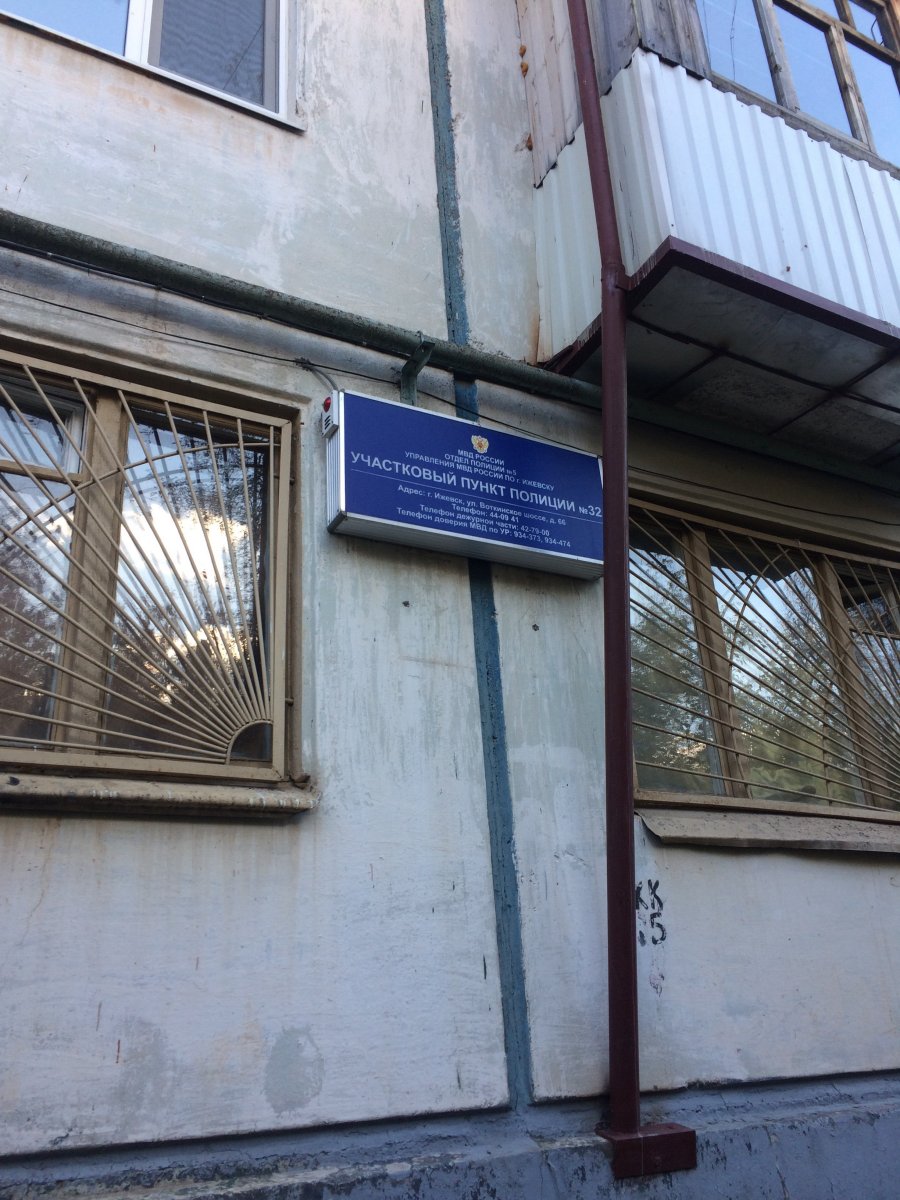 МВД РОССИИ
ОТДЕЛ ПОЛИЦИИ №5
УПРАВЛЕНИЯ МВД РОССИИ ПО г. ИЖЕВСКУ
УЧАСТКОВЫЙ ПУНКТ ПОЛИЦИИ №32
Адрес: г. Ижевск, ул. Воткинское шоссе, д. 66
Телефон: 44-09 41
Телефон дежурной части: 42-79-00
Телефон доверия МВД по УР: 934-373, 934-474